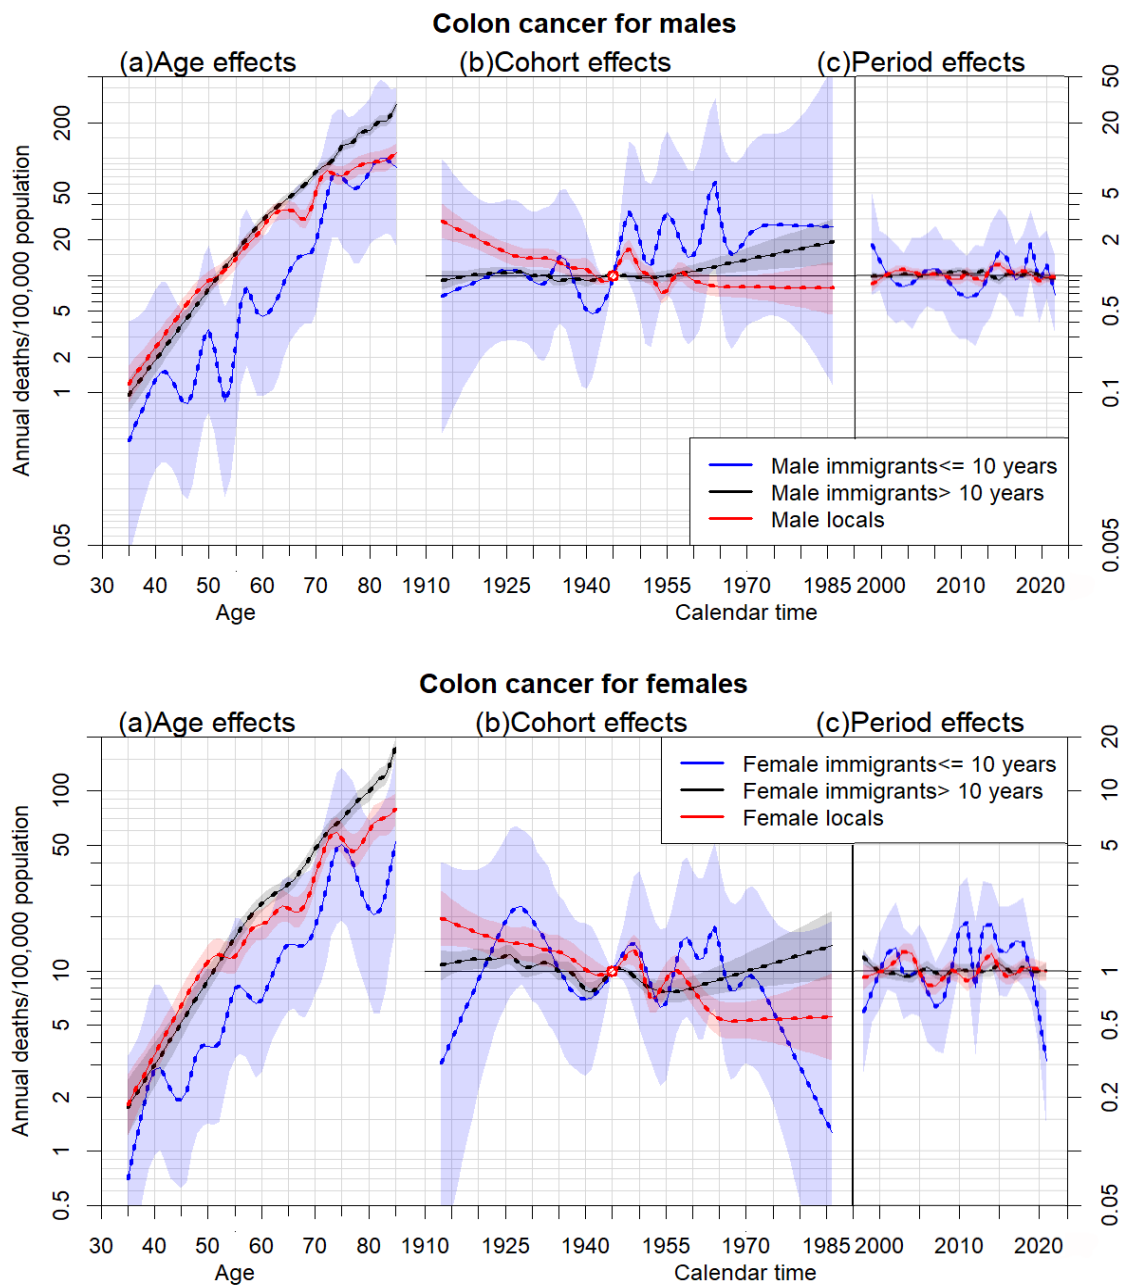 Colon cancer for males
(a)Age effects (b)Cohort effects (c)Period effects
Annual deaths/100,000 population
200
50
20
5
2
1
0.05
50
20
5
2
1
0.5
0.1
0.005
Male immigrants<= 10 years
Male immigrants> 10 years
Male locals
30 40 50 60 70 80 1910 1925 1940 1955 1970 1985 2000 2010 2020
Age Calendar time
Colon cancer for females
(a)Age effects (b)Cohort effects (c)Period effects
Annual deaths/100,000 population
100
50
20
10
5
2
1
0.5
20
10
5
2
1
0.5
0.2
0.05
Female immigrants<= 10 years
Female immigrants> 10 years
Female locals
30 40 50 60 70 80 1910 1925 1940 1955 1970 1985 2000 2010 2020
Age Calendar time